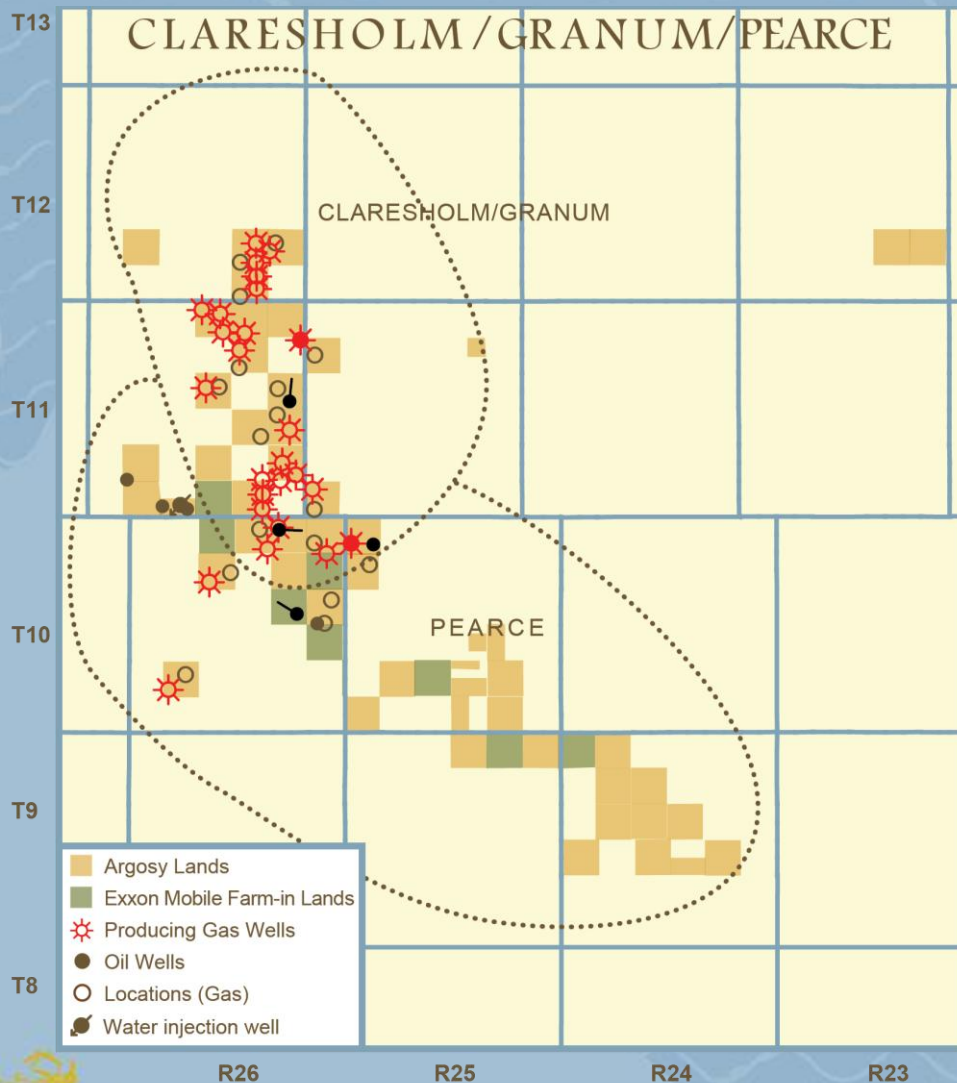 T13
CLARESHOLM/GRANUM/PEARCE
T12
CLARESHOLM/GRANUM
T11
T10
PEARCE
T9
Argosy Lands
Exxon Mobile Farm-in Lands
Producing Gas Wells
Oil Wells
Locations (Gas)
Water injection well
T8
R26
R25
R24
R23